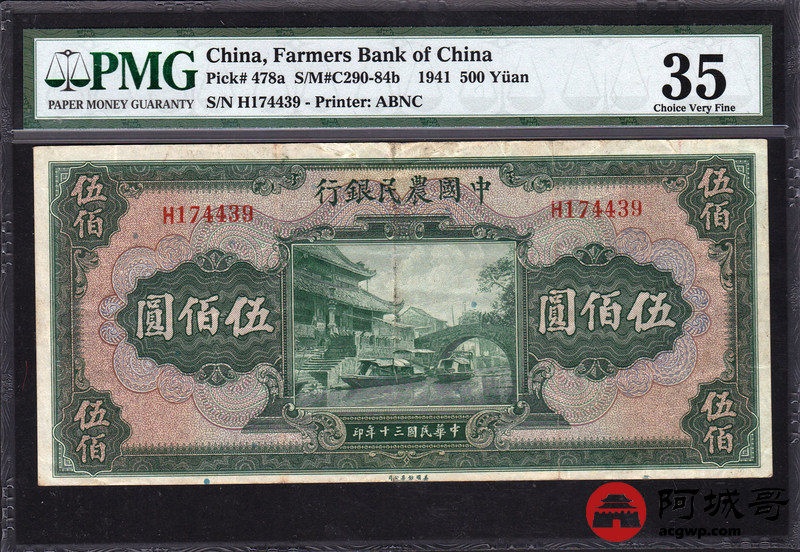 PMG
PAPER MONEY GUARANTY
China, Farmers Bank of China
Pick# 478a S/M#C290-84b 1941 500 Yüan
S/N H174439 - Printer: ABNC
35
Choice Very Fine
行銀民農國中
伍佰
伍佰
H174439
H174439
圓佰伍
伍佰圓
伍佰
伍佰
印年十三國民華中
阿城哥
acgwp.com